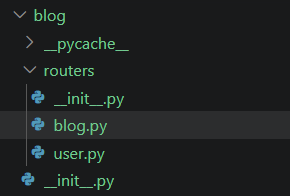 blog
__pycache__
routers
__init__.py
blog.py
user.py
__init__.py